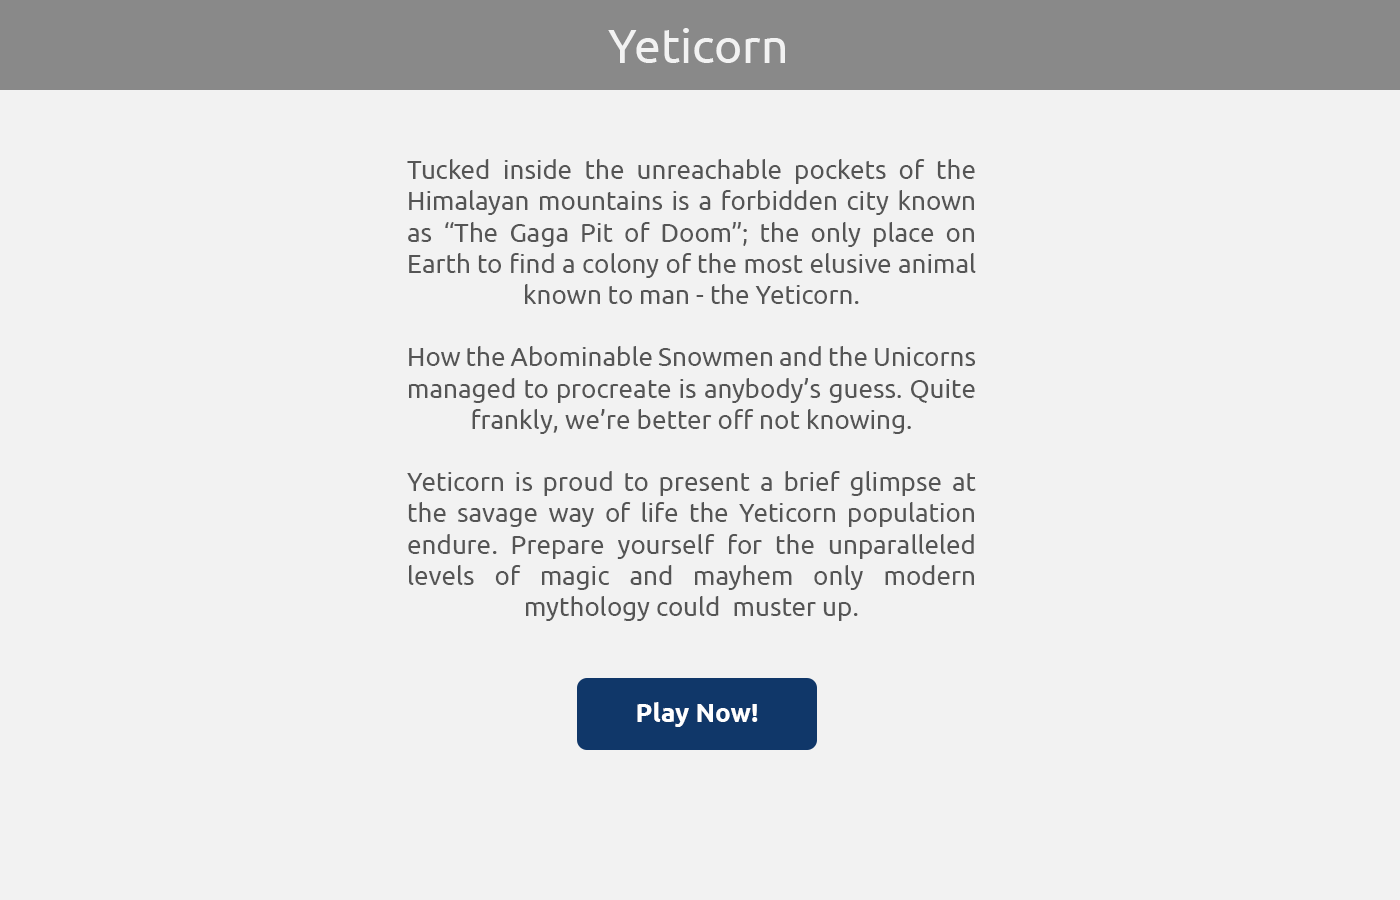 Yeticorn
Tucked inside the unreachable pockets of the
Himalayan mountains is a forbidden city known
as “The Gaga Pit of Doom”; the only place on
Earth to find a colony of the most elusive animal
known to man - the Yeticorn.
How the Abominable Snowmen and the Unicorns
managed to procreate is anybody’s guess. Quite
frankly, we’re better off not knowing.
Yeticorn is proud to present a brief glimpse at
the savage way of life the Yeticorn population
endure. Prepare yourself for the unparalleled
levels of magic and mayhem only modern
mythology could  muster up.
Play Now!